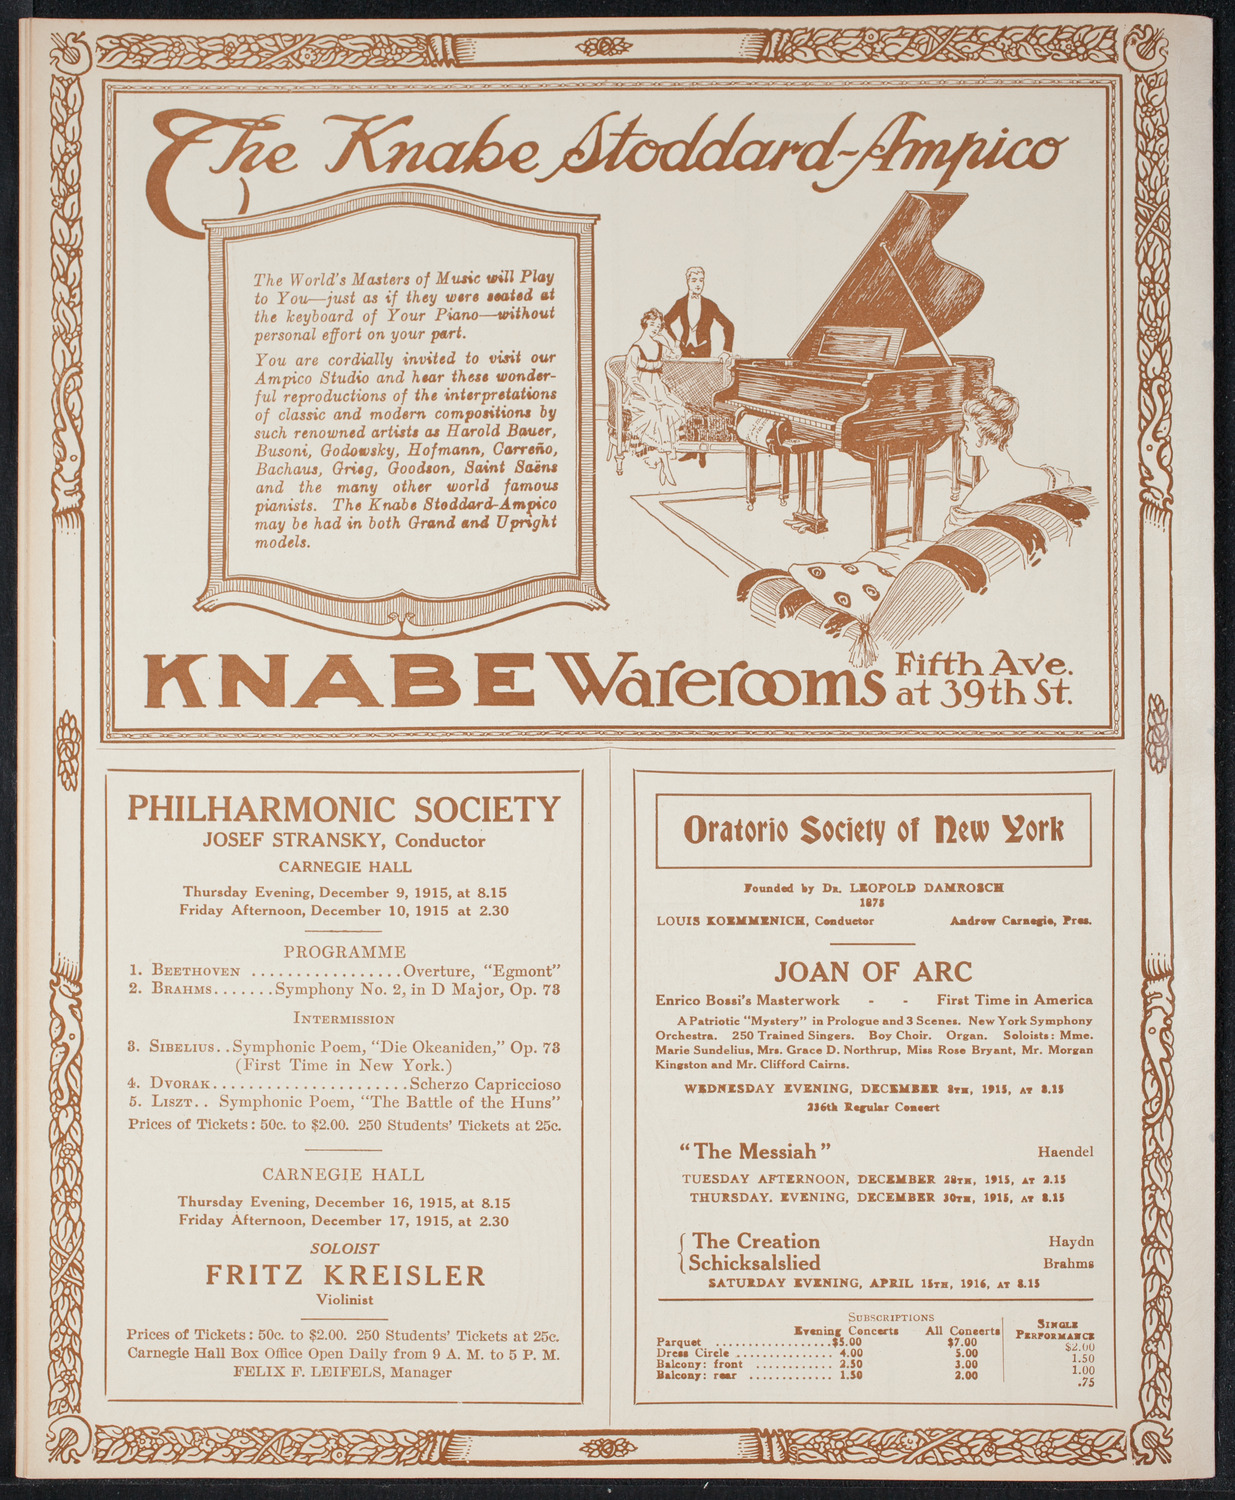 The Knabe Stoddard-Ampico
The World's Masters of Music will Play
to You—just as if they were seated at
the keyboard of Your Piano—without
personal effort on your part.
You are cordially invited to visit our
Ampico Studio and hear these wonder-
ful reproductions of the interpretations
of classic and modern compositions by
such renowned artists as Harold Bauer,
Busoni, Godowsky, Hofmann, Carreño,
Bachaus, Grieg, Goodson, Saint Saëns
and the many other world famous
pianists. The Knabe Stoddard-Ampico
may be had in both Grand and Upright
models.
KNABE Warerooms Fifth Ave.
at 39th St.
PHILHARMONIC SOCIETY
JOSEF STRANSKY, Conductor
CARNEGIE HALL
Thursday Evening, December 9, 1915, at 8.15
Friday Afternoon, December 10, 1915 at 2.30
PROGRAMME
1. BEETHOVEN ................Overture, "Egmont"
2. BRAHMS.......Symphony No. 2, in D Major, Op. 73
INTERMISSION
3. SIBELIUS..Symphonic Poem, "Die Okeaniden," Op. 73
(First Time in New York.)
4. DVORAK.....................Scherzo Capriccioso
5. LISZT.. Symphonic Poem, "The Battle of the Huns"
Prices of Tickets: 50c. to $2.00. 250 Students' Tickets at 25c.
CARNEGIE HALL
Thursday Evening, December 16, 1915, at 8.15
Friday Afternoon, December 17, 1915, at 2.30
SOLOIST
FRITZ KREISLER
Violinist
Prices of Tickets: 50c. to $2.00. 250 Students' Tickets at 25c.
Carnegie Hall Box Office Open Daily from 9 A. M. to 5 P. M.
FELIX F. LEIFELS, Manager
Oratorio Society of New York
Founded by DR. LEOPOLD DAMROSCH
1873
LOUIS KOEMMENICH, Conductor Andrew Carnegie, Pres.
JOAN OF ARC
Enrico Bossi's Masterwork - - First Time in America
A Patriotic "Mystery" in Prologue and 3 Scenes. New York Symphony
Orchestra. 250 Trained Singers. Boy Choir. Organ. Soloists: Mme.
Marie Sundelius, Mrs. Grace D. Northrup, Miss Rose Bryant, Mr. Morgan
Kingston and Mr. Clifford Cairns.
WEDNESDAY EVENING, DECEMBER 8TH, 1915, AT 8.15
236th Regular Concert
"The Messiah" Haendel
TUESDAY AFTERNOON, DECEMBER 28TH, 1915, AT 2.15
THURSDAY. EVENING, DECEMBER 30TH, 1915, AT 8.15
The Creation Haydn
Schicksalslied Brahms
SATURDAY EVENING, APRIL 15TH, 1916, AT 8.15
SUBSCRIPTIONS SINGLE
Evening Concerts All Concerts PERFORMANCE
Parquet .................$5.00 $7.00 $2.00
Dress Circle .............. 4.00 5.00 1.50
Balcony: front ............ 2.50 3.00 1.00
Balcony: rear ............. 1.50 2.00 .75